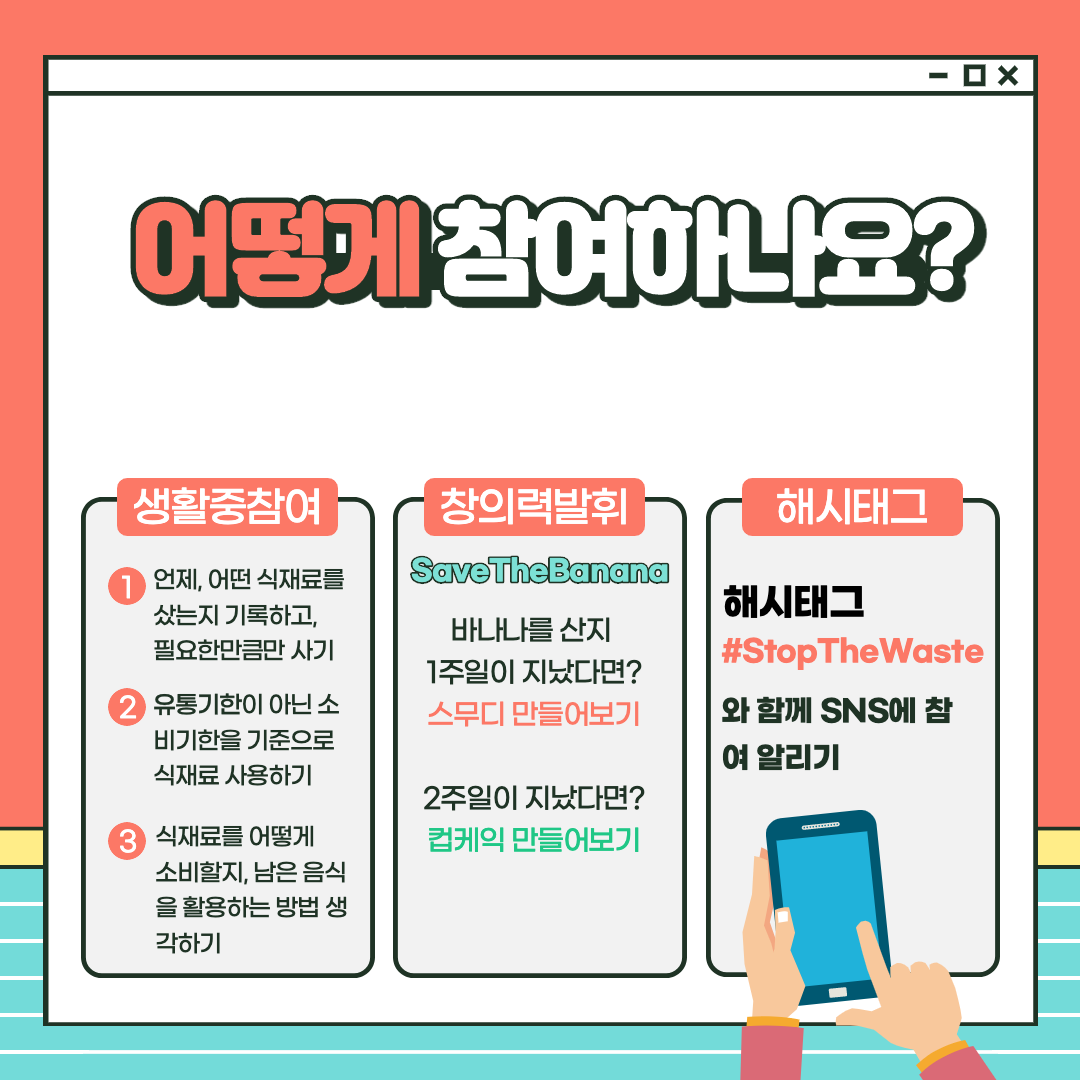 어떻게 참여하나요?
생활중참여
1 언제, 어떤 식재료를
샀는지 기록하고,
필요한만큼만 사기
2 유통기한이 아닌 소
비기한을 기준으로
식재료 사용하기
3 식재료를 어떻게
소비할지, 남은 음식
을 활용하는 방법 생
각하기
창의력발휘
SaveTheBanana
바나나를 산지
1주일이 지났다면?
스무디 만들어보기
2주일이 지났다면?
컵케익 만들어보기
해시태그
해시태그
#StopTheWaste
와 함께 SNS에 참
여 알리기